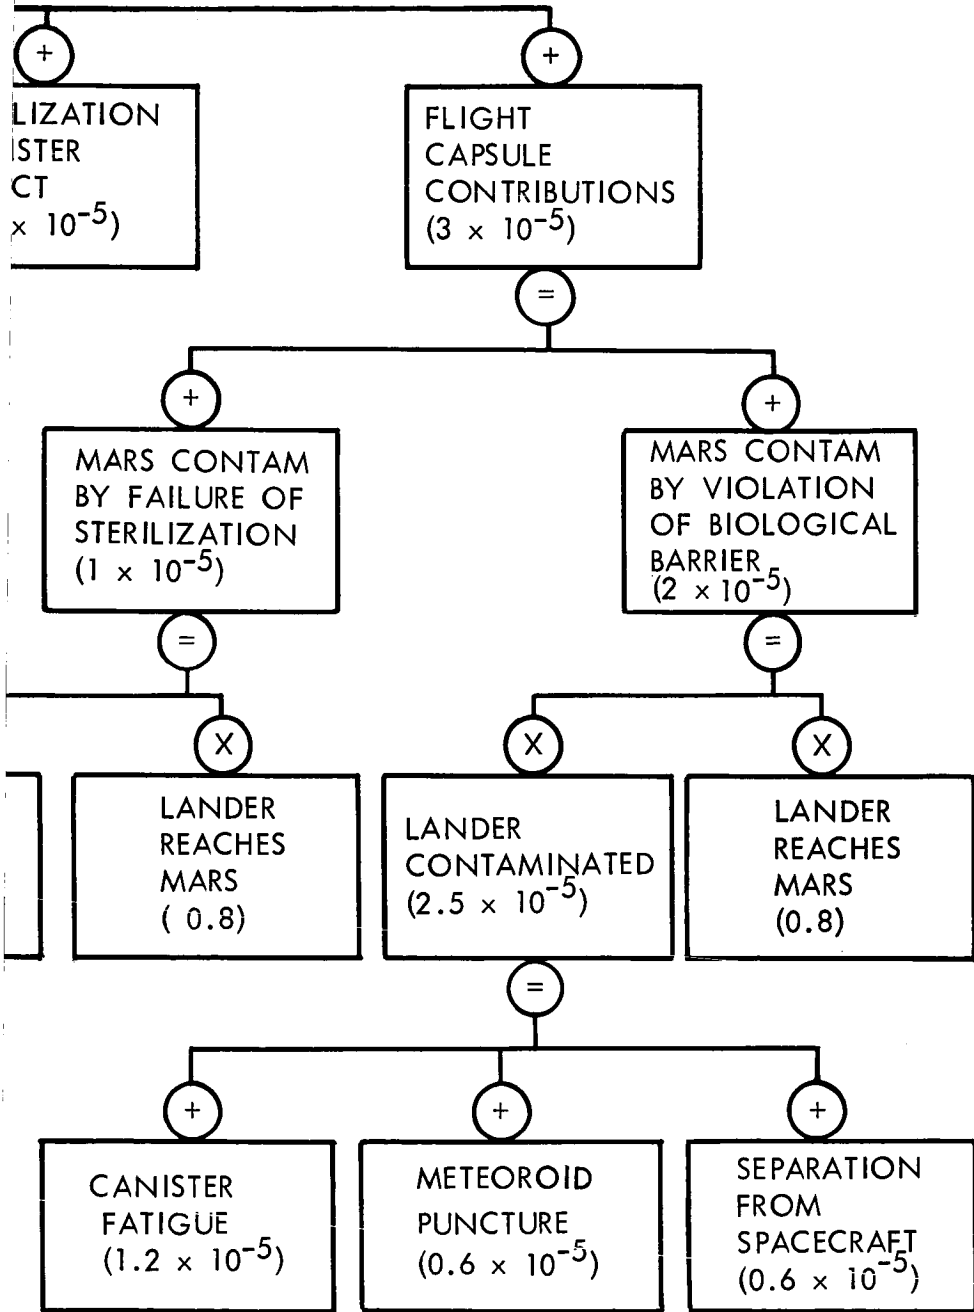 +
+
LIZATION
ISTER
CT
× 10⁻⁵)
FLIGHT
CAPSULE
CONTRIBUTIONS
(3 × 10⁻⁵)
=
+
+
MARS CONTAM
BY FAILURE OF
STERILIZATION
(1 × 10⁻⁵)
MARS CONTAM
BY VIOLATION
OF BIOLOGICAL
BARRIER
(2 × 10⁻⁵)
=
=
X
X
X
LANDER
REACHES
MARS
( 0.8)
LANDER
CONTAMINATED
(2.5 × 10⁻⁵)
LANDER
REACHES
MARS
(0.8)
=
+
+
+
CANISTER
FATIGUE
(1.2 × 10⁻⁵)
METEOROID
PUNCTURE
(0.6 × 10⁻⁵)
SEPARATION
FROM
SPACECRAFT
(0.6 × 10⁻⁵)